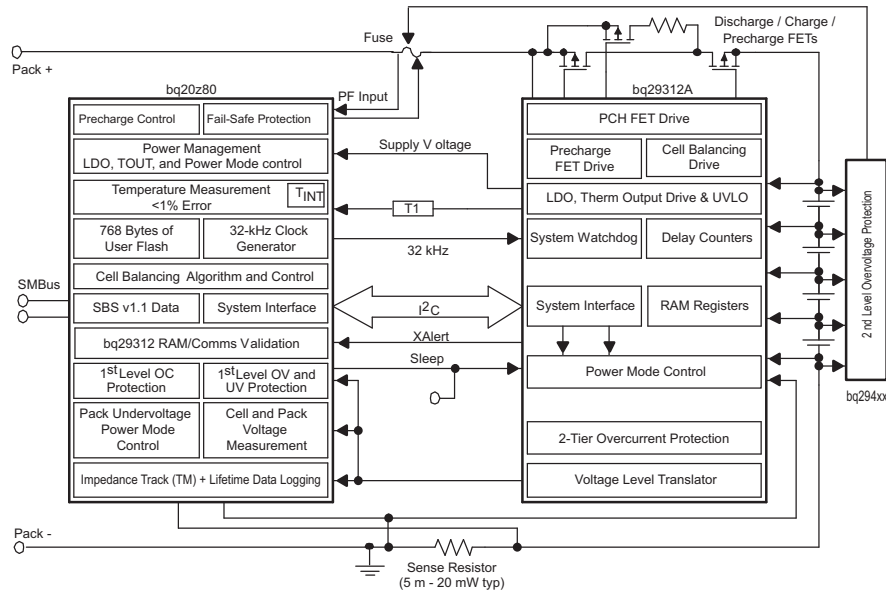 Discharge / Charge /
Precharge FETs
Fuse
Pack +
bq20z80
PF Input
bq29312A
Precharge Control
Fail-Safe Protection
PCH FET Drive
Power Management
LDO, TOUT, and Power Mode control
Supply V oltage
Precharge
FET Drive
Cell Balancing
Drive
Temperature Measurement
<1% Error
TINT
T1
LDO, Therm Output Drive & UVLO
768 Bytes of
User Flash
32-kHz Clock
Generator
32 kHz
System Watchdog
Delay Counters
2 nd Level Overvoltage Protection
Cell Balancing Algorithm and Control
SMBus
SBS v1.1 Data
System Interface
I2C
System Interface
RAM Registers
bq29312 RAM/Comms Validation
XAlert
Sleep
1st Level OC
Protection
1st Level OV and
UV Protection
Power Mode Control
bq294xx
Pack Undervoltage
Power Mode
Control
Cell and Pack
Voltage
Measurement
2-Tier Overcurrent Protection
Impedance Track (TM) + Lifetime Data Logging
Voltage Level Translator
Pack -
Sense Resistor
(5 m - 20 mW typ)